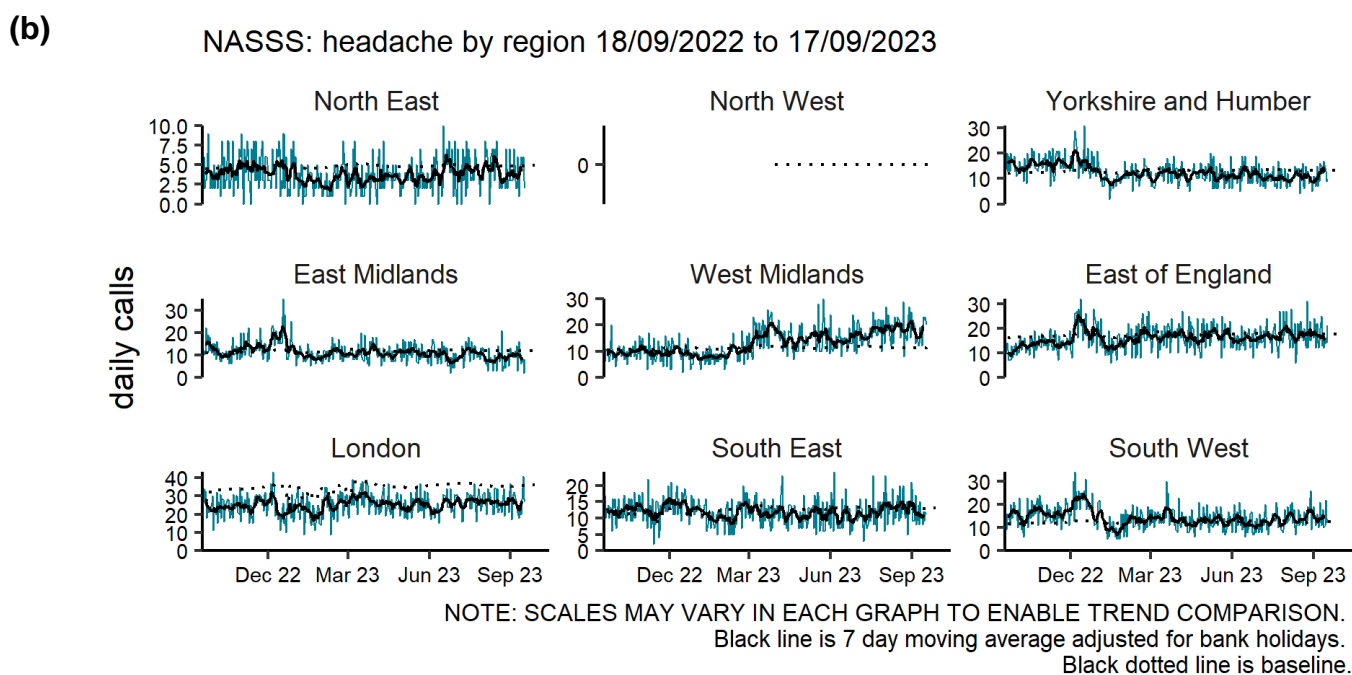 (b)
NASSS: headache by region 18/09/2022 to 17/09/2023
daily calls
North East
10.0
7.5
5.0
2.5
0.0
North West
0
Yorkshire and Humber
30
20
10
0
East Midlands
30
20
10
0
West Midlands
30
20
10
0
East of England
30
20
10
0
London
40
30
20
10
0
Dec 22 Mar 23 Jun 23 Sep 23
South East
20
15
10
5
0
Dec 22 Mar 23 Jun 23 Sep 23
South West
30
20
10
0
Dec 22 Mar 23 Jun 23 Sep 23
NOTE: SCALES MAY VARY IN EACH GRAPH TO ENABLE TREND COMPARISON.
Black line is 7 day moving average adjusted for bank holidays.
Black dotted line is baseline.